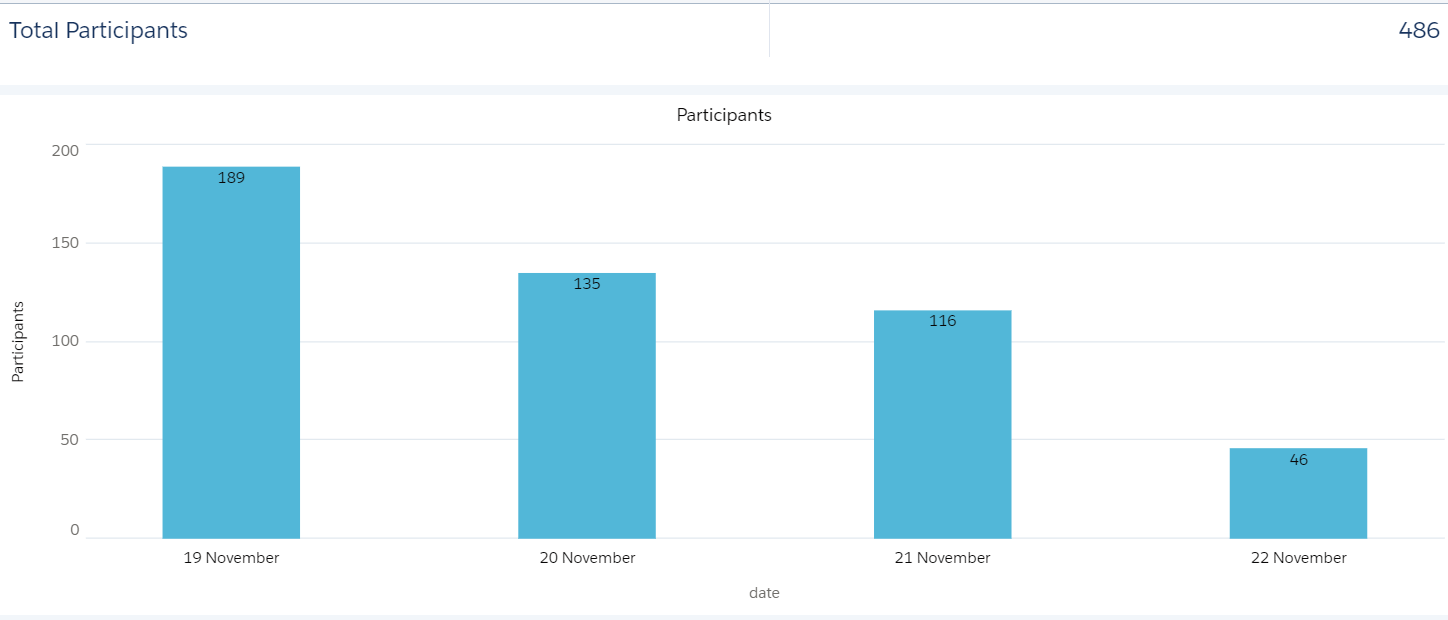 Total Participants 486
Participants
200
150
100
50
0
Participants
189
135
116
46
19 November 20 November 21 November 22 November
date